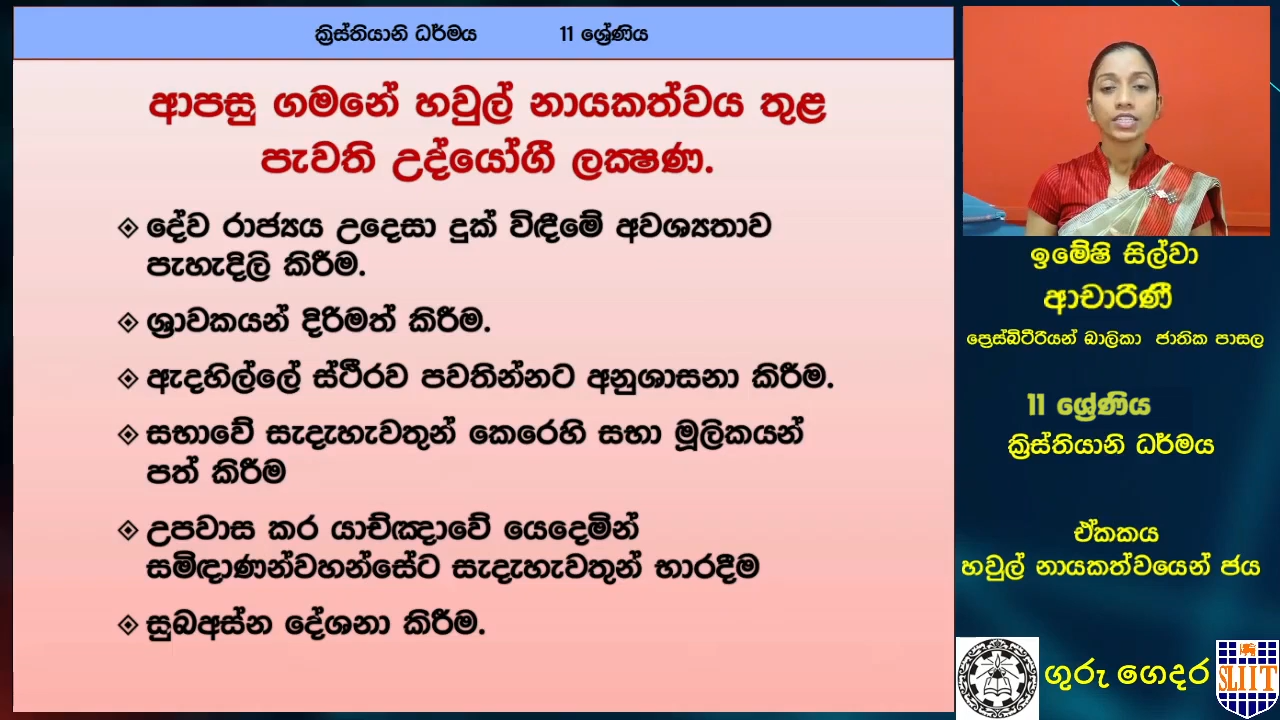 ක්‍රිස්තියානි ධර්මය 11 ශ්‍රේණිය
ආපසු ගමනේ හවුල් නායකත්වය තුළ
පැවති උද්යෝගී ලක්‍ෂණ.
දේව රාජ්‍යය උදෙසා දුක් විඳීමේ අවශ්‍යතාව
පැහැදිලි කිරීම.
ශ්‍රාවකයන් දිරිමත් කිරීම.
ඇදහිල්ලේ ස්ථීරව පවතින්නට අනුශාසනා කිරීම.
සභාවේ සැදැහැවතුන් කෙරෙහි සභා මූලිකයන්
පත් කිරීම
උපවාස කර යාච්ඤාවේ යෙදෙමින්
සමිඳාණන්වහන්සේට සැදැහැවතුන් භාරදීම
සුබඅස්න දේශනා කිරීම.
ඉමේෂි සිල්වා
ආචාරිණී
ප්‍රෙස්බිටීරියන් බාලිකා ජාතික පාසල
11 ශ්‍රේණිය
ක්‍රිස්තියානි ධර්මය
ඒකකය
හවුල් නායකත්වයෙන් ජය
ගුරු ගෙදර
SLIIT